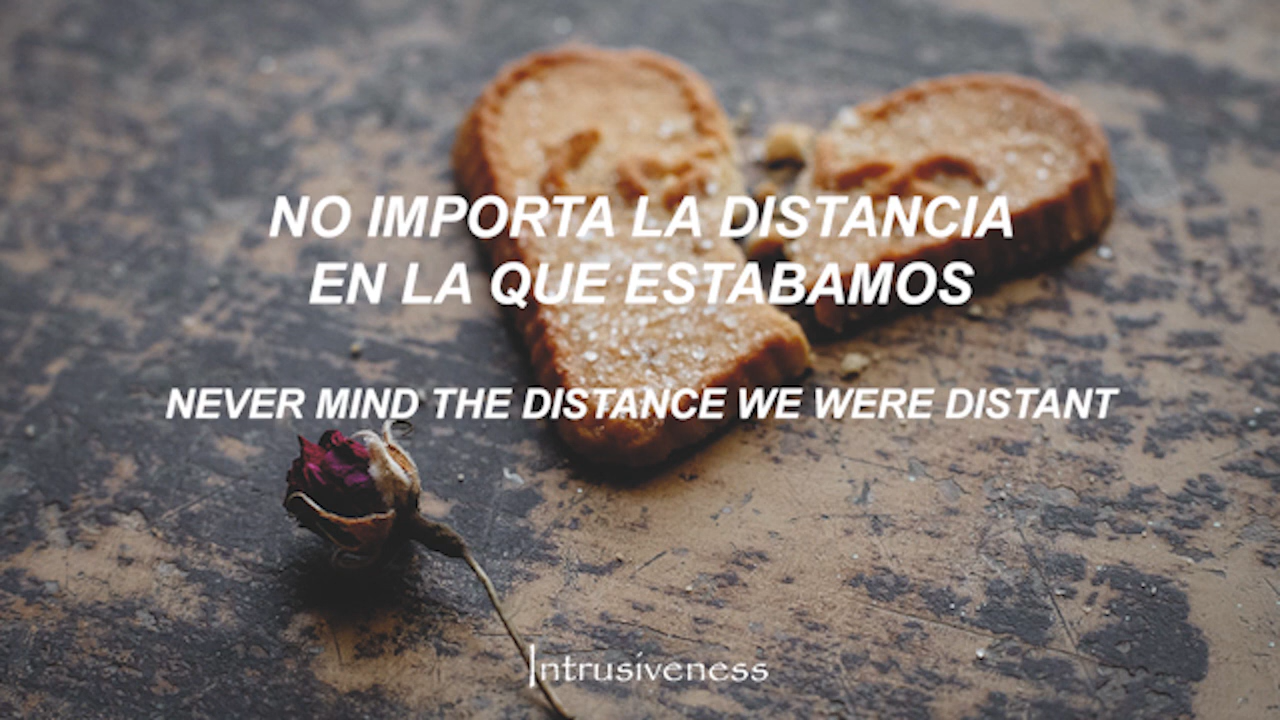 NO IMPORTA LA DISTANCIA
EN LA QUE ESTABAMOS
NEVER MIND THE DISTANCE WE WERE DISTANT
Intrusiveness